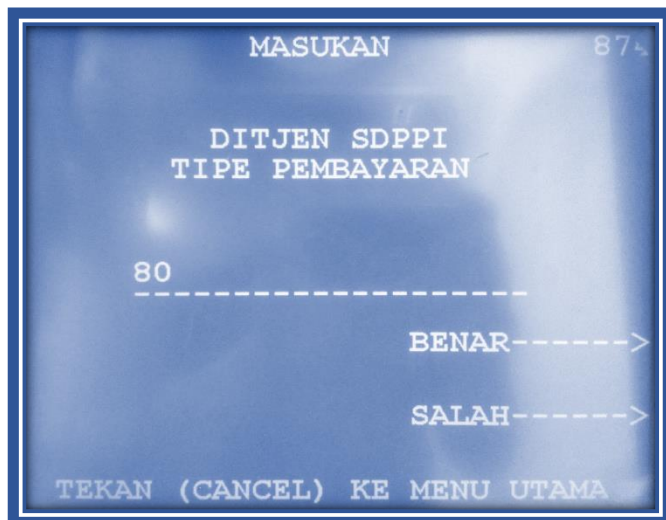 MASUKAN
DITJEN SDPPI
TIPE PEMBAYARAN
80
BENAR------>
SALAH------>
TEKAN (CANCEL) KE MENU UTAMA